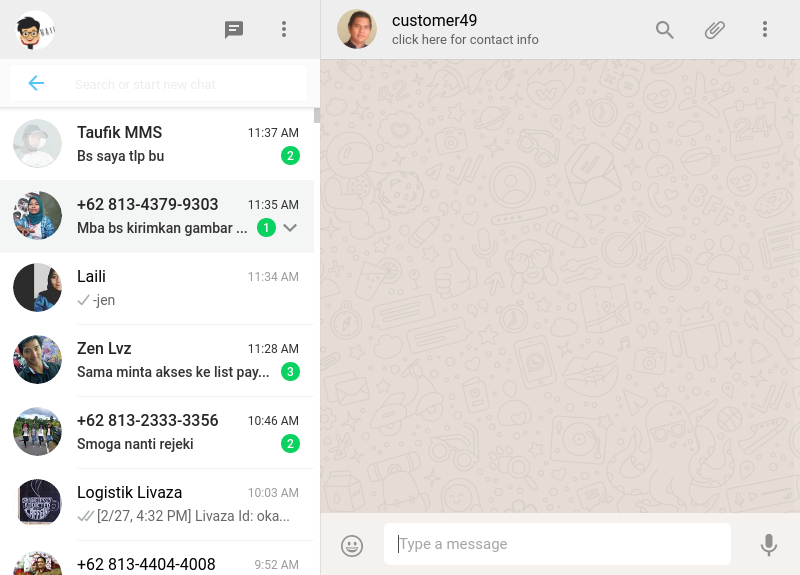 customer49
click here for contact info
Search or start new chat
Taufik MMS 11:37 AM
Bs saya tlp bu 2
+62 813-4379-9303 11:35 AM
Mba bs kirimkan gambar ... 1
Laili 11:34 AM
-jen
Zen Lvz 11:28 AM
Sama minta akses ke list pay... 3
+62 813-2333-3356 10:46 AM
Smoga nanti rejeki 2
Logistik Livaza 10:03 AM
[2/27, 4:32 PM] Livaza Id: oka...
+62 813-4404-4008 9:52 AM
Type a message